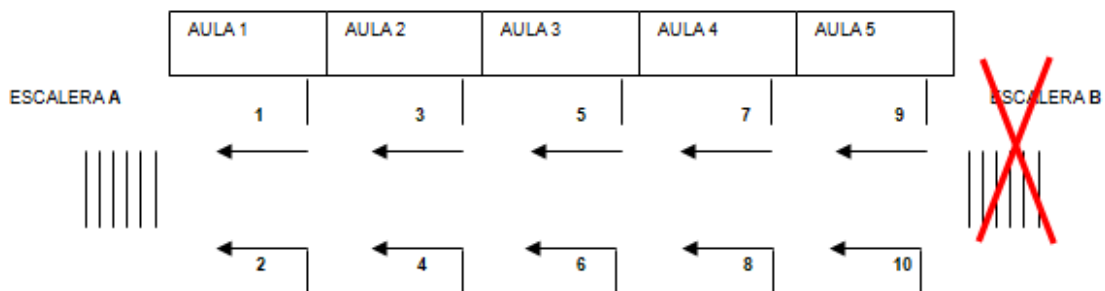 AULA 1 AULA 2 AULA 3 AULA 4 AULA 5
ESCALERA A ESCALERA B
1 3 5 7 9
2 4 6 8 10